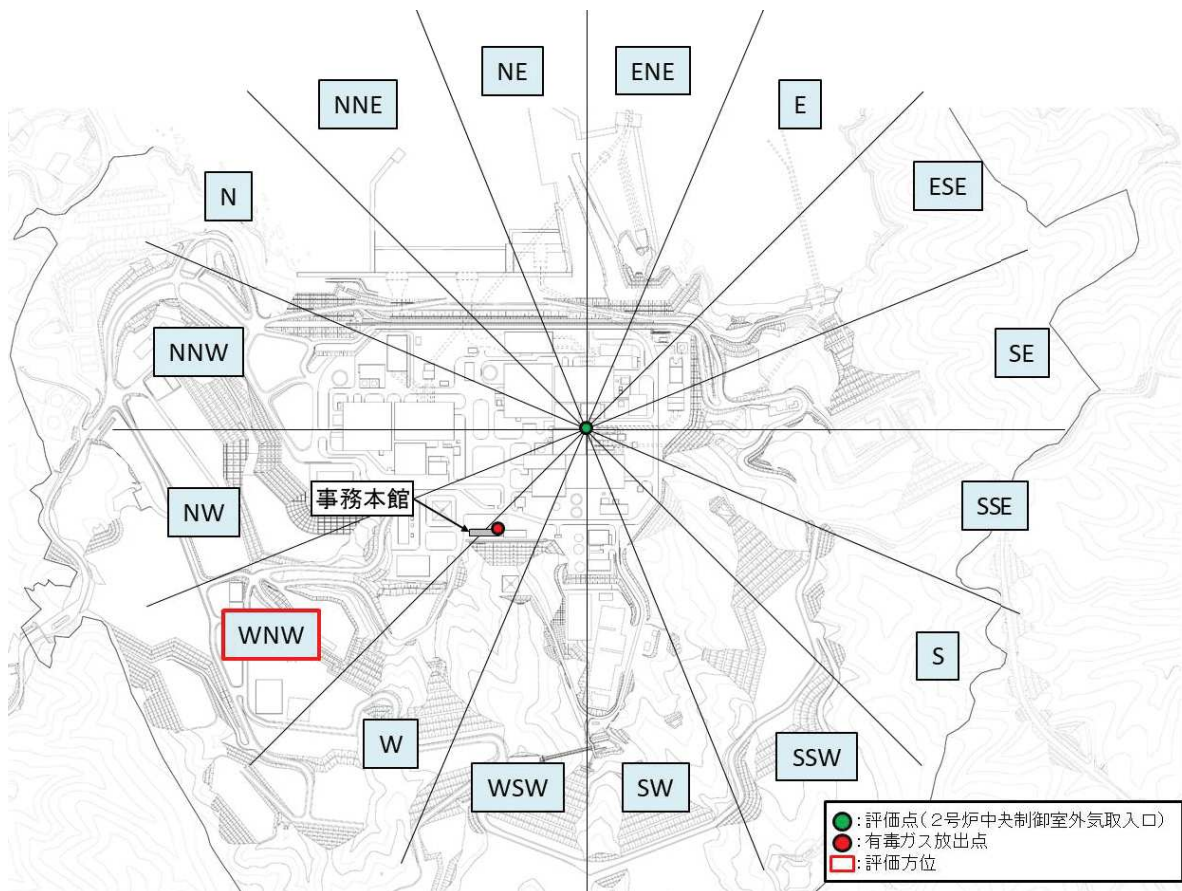 NE
ENE
NNE
E
ESE
N
NNW
SE
事務本館
NW
SSE
WNW
S
W
SSW
WSW
SW
:評価点(2号炉中央制御室外気取入口)
:有毒ガス放出点
:評価方位